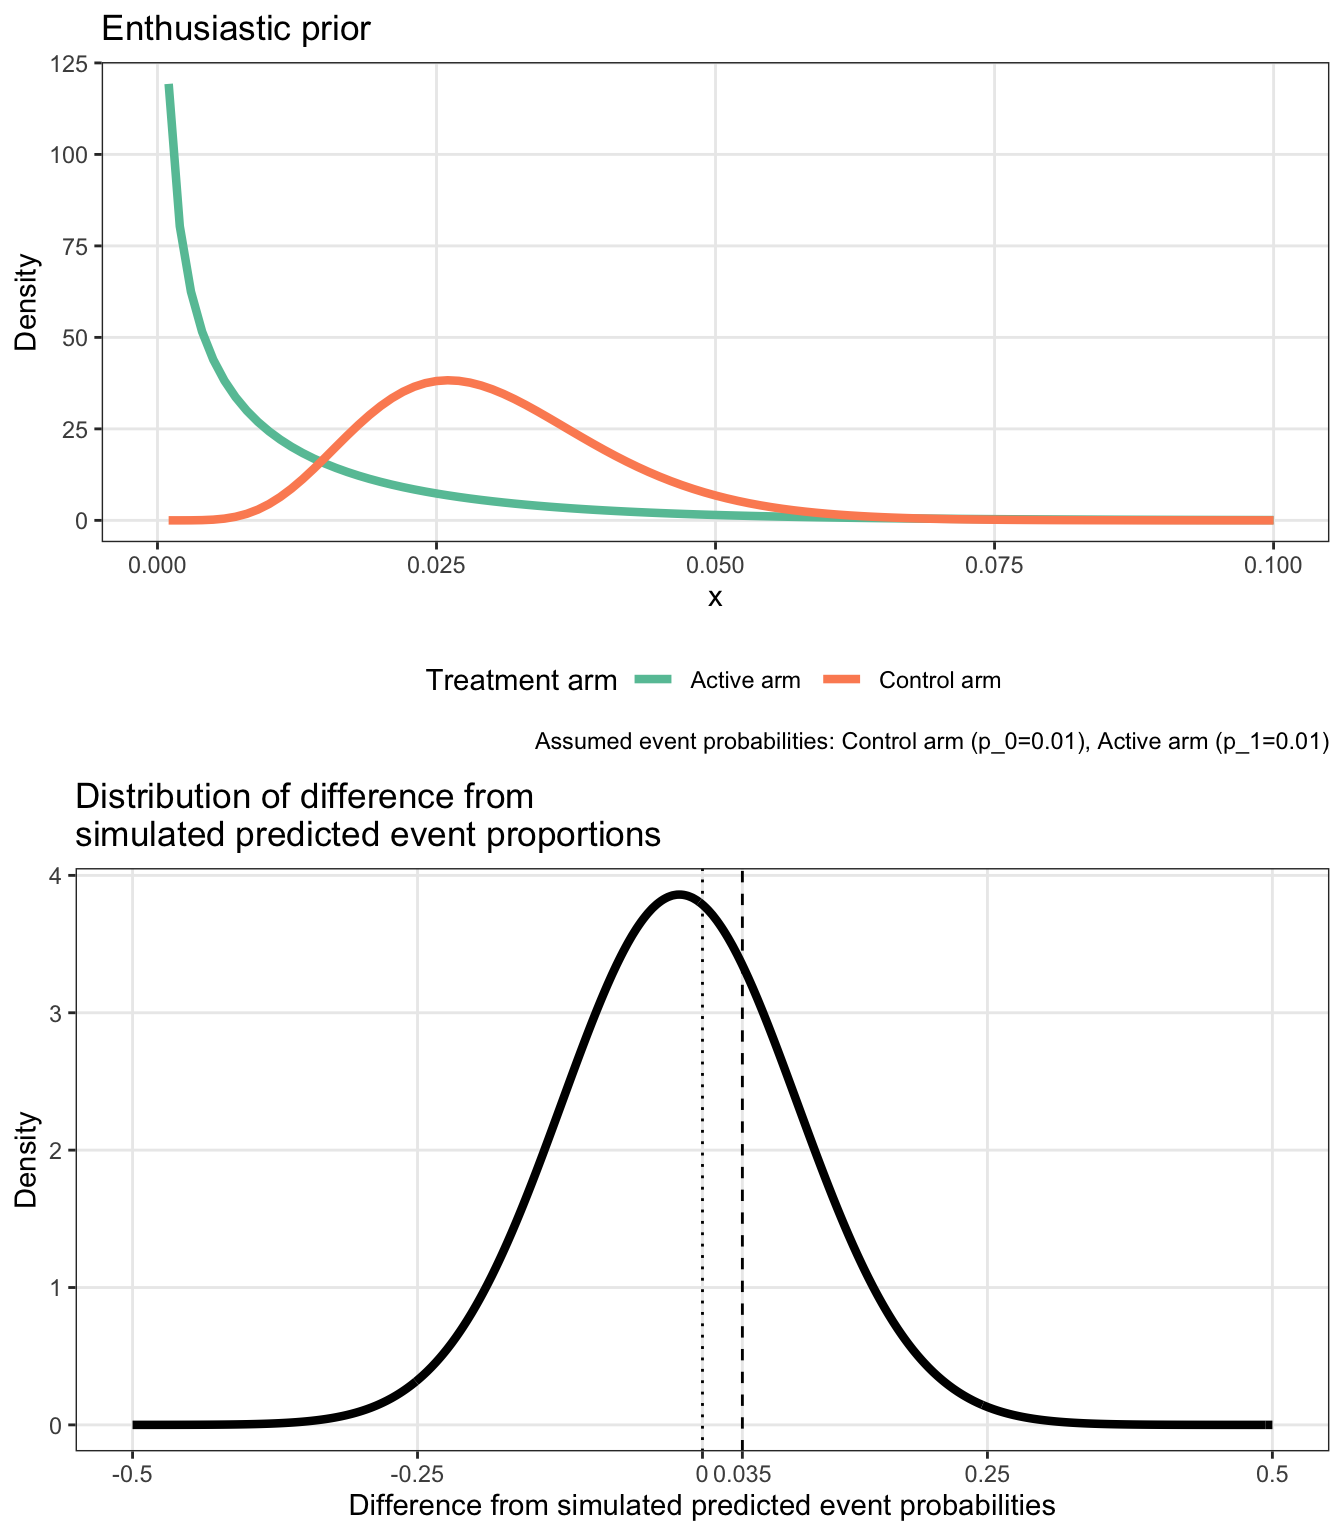 Enthusiastic prior
125
100
75
50
25
0
Density
0.000 0.025 0.050 0.075 0.100
x
Treatment arm Active arm Control arm
Assumed event probabilities: Control arm (p_0=0.01), Active arm (p_1=0.01)
Distribution of difference from
simulated predicted event proportions
4
3
2
1
0
Density
-0.5 -0.25 0 0.035 0.25 0.5
Difference from simulated predicted event probabilities